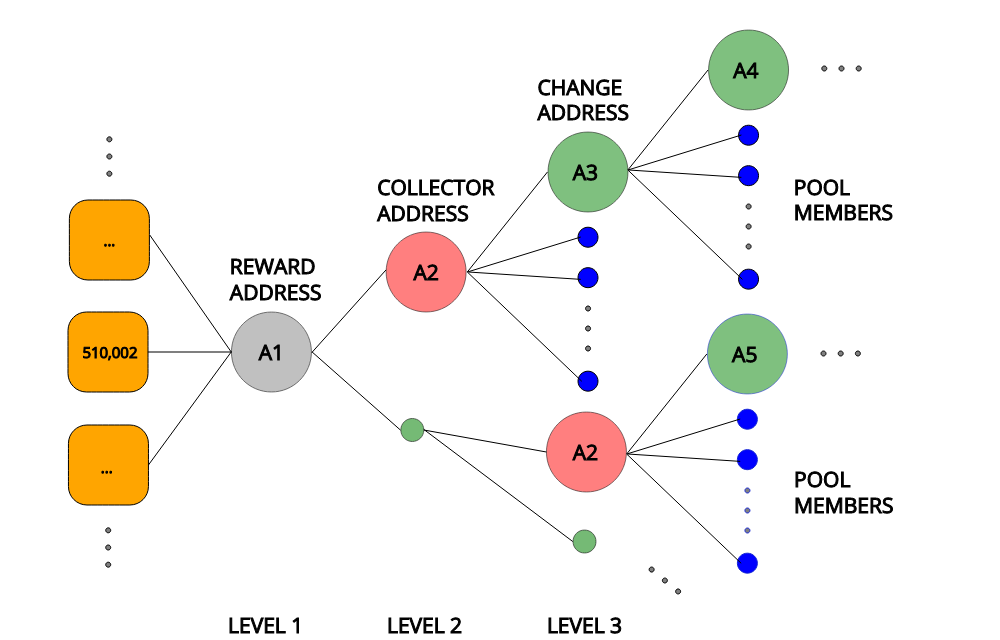 A4
CHANGE
ADDRESS
A3
COLLECTOR
ADDRESS
POOL
MEMBERS
...
A2
REWARD
ADDRESS
510,002
A1
A5
...
A2
POOL
MEMBERS
LEVEL 1
LEVEL 2
LEVEL 3